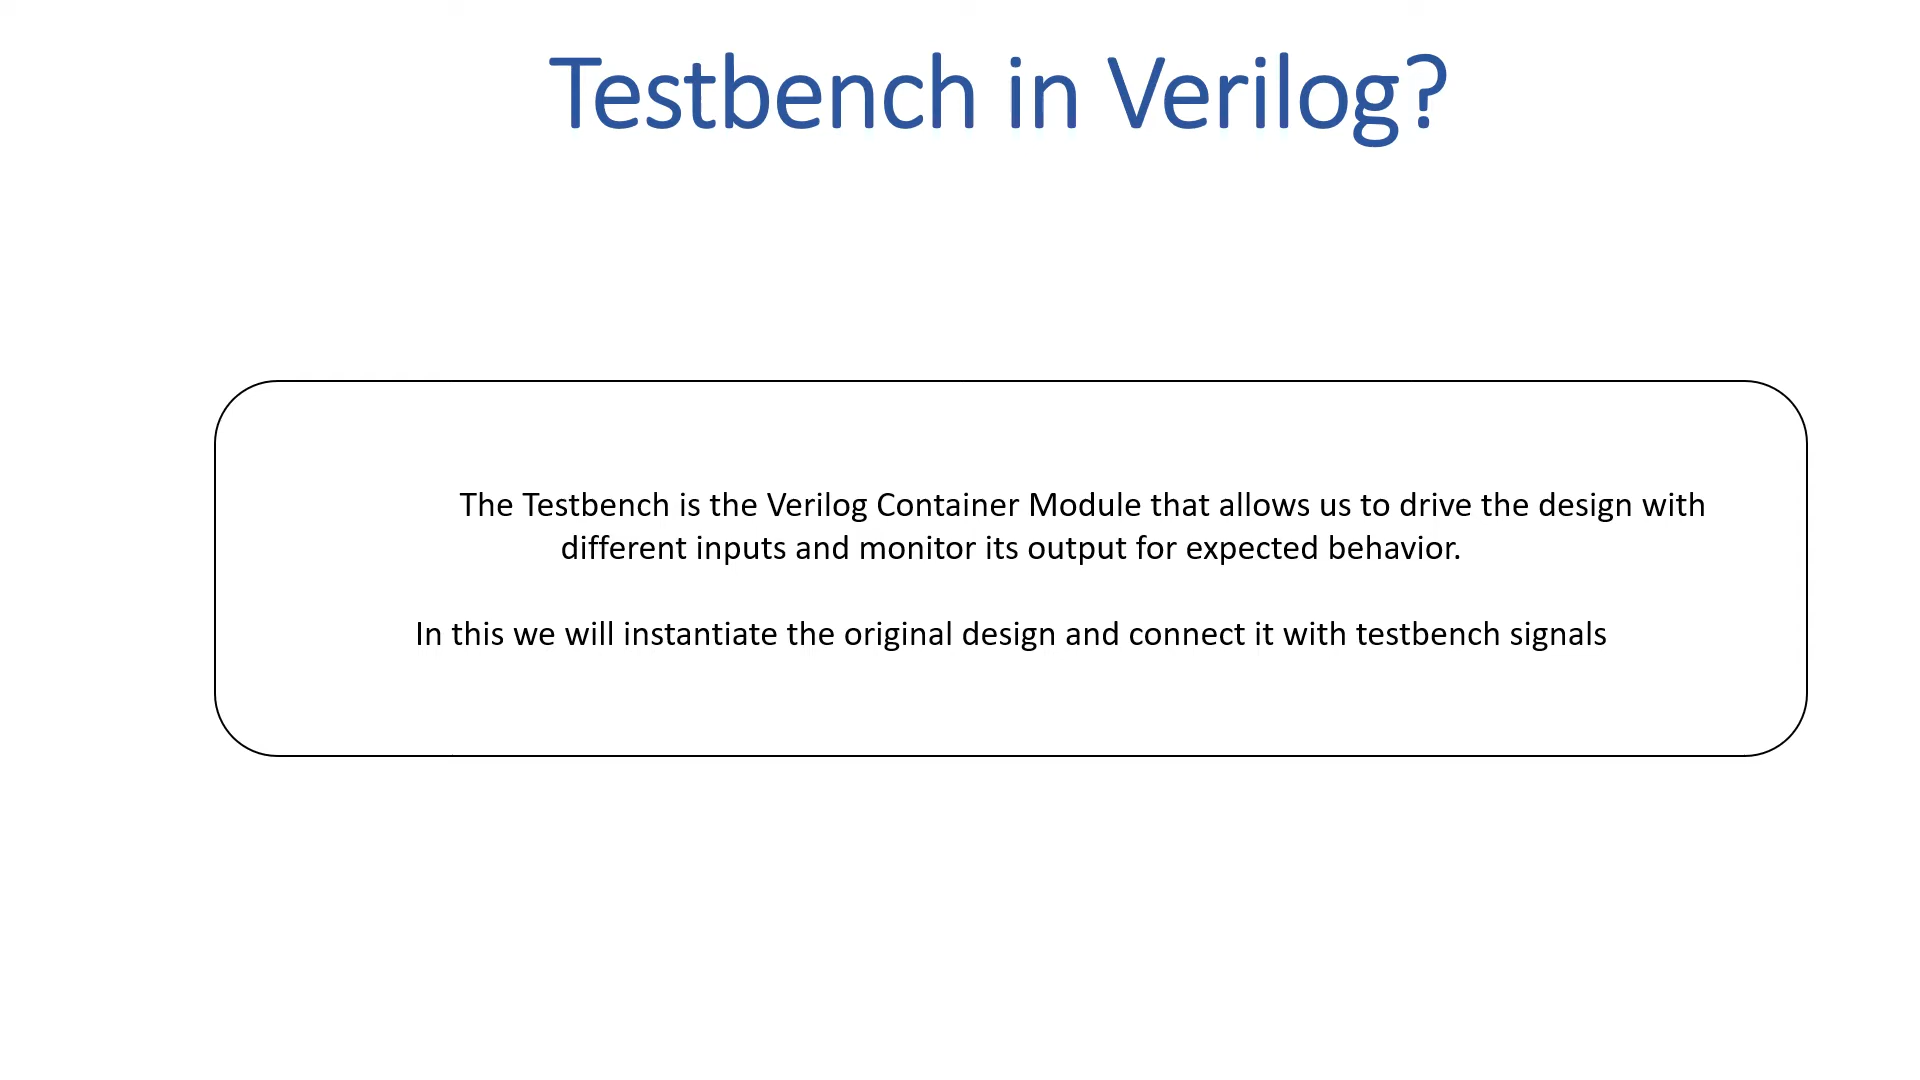 Testbench in Verilog?
The Testbench is the Verilog Container Module that allows us to drive the design with
different inputs and monitor its output for expected behavior.
In this we will instantiate the original design and connect it with testbench signals